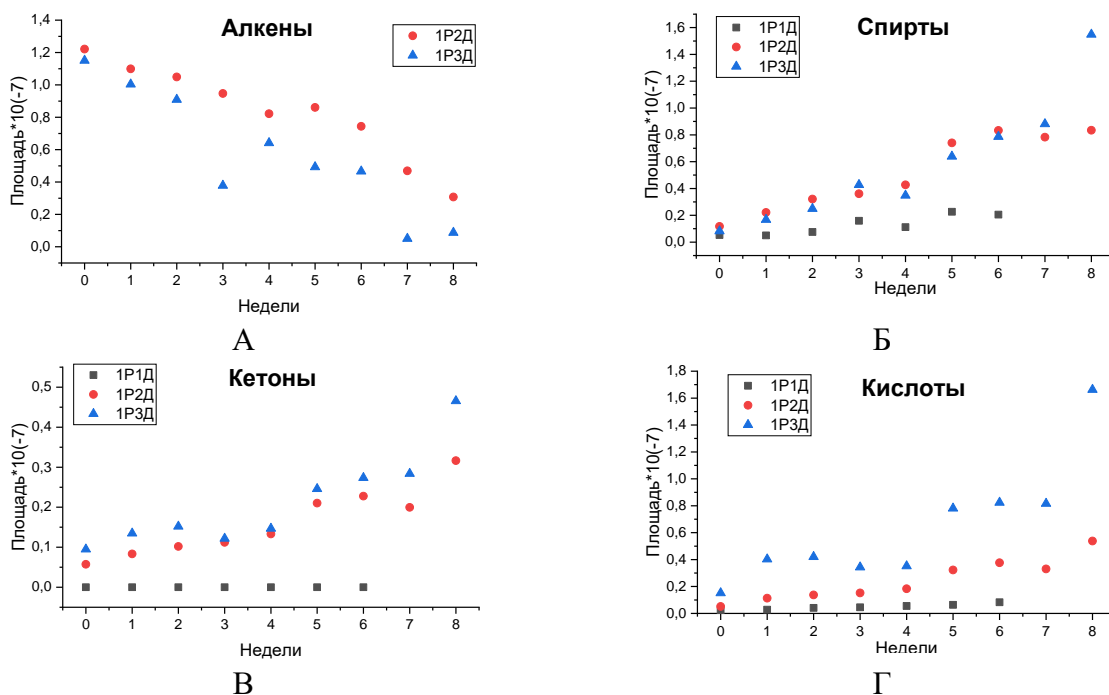 Алкены
1Р2Д
1Р3Д
Площадь*10(-7)
1,4
1,2
1,0
0,8
0,6
0,4
0,2
0,0
0 1 2 3 4 5 6 7 8
Недели
А
Спирты
1Р1Д
1Р2Д
1Р3Д
Площадь*10(-7)
1,6
1,4
1,2
1,0
0,8
0,6
0,4
0,2
0,0
0 1 2 3 4 5 6 7 8
Недели
Б
Кетоны
1Р1Д
1Р2Д
1Р3Д
Площадь*10(-7)
0,5
0,4
0,3
0,2
0,1
0,0
0 1 2 3 4 5 6 7 8
Недели
В
Кислоты
1Р1Д
1Р2Д
1Р3Д
Площадь*10(-7)
1,8
1,6
1,4
1,2
1,0
0,8
0,6
0,4
0,2
0,0
0 1 2 3 4 5 6 7 8
Недели
Г